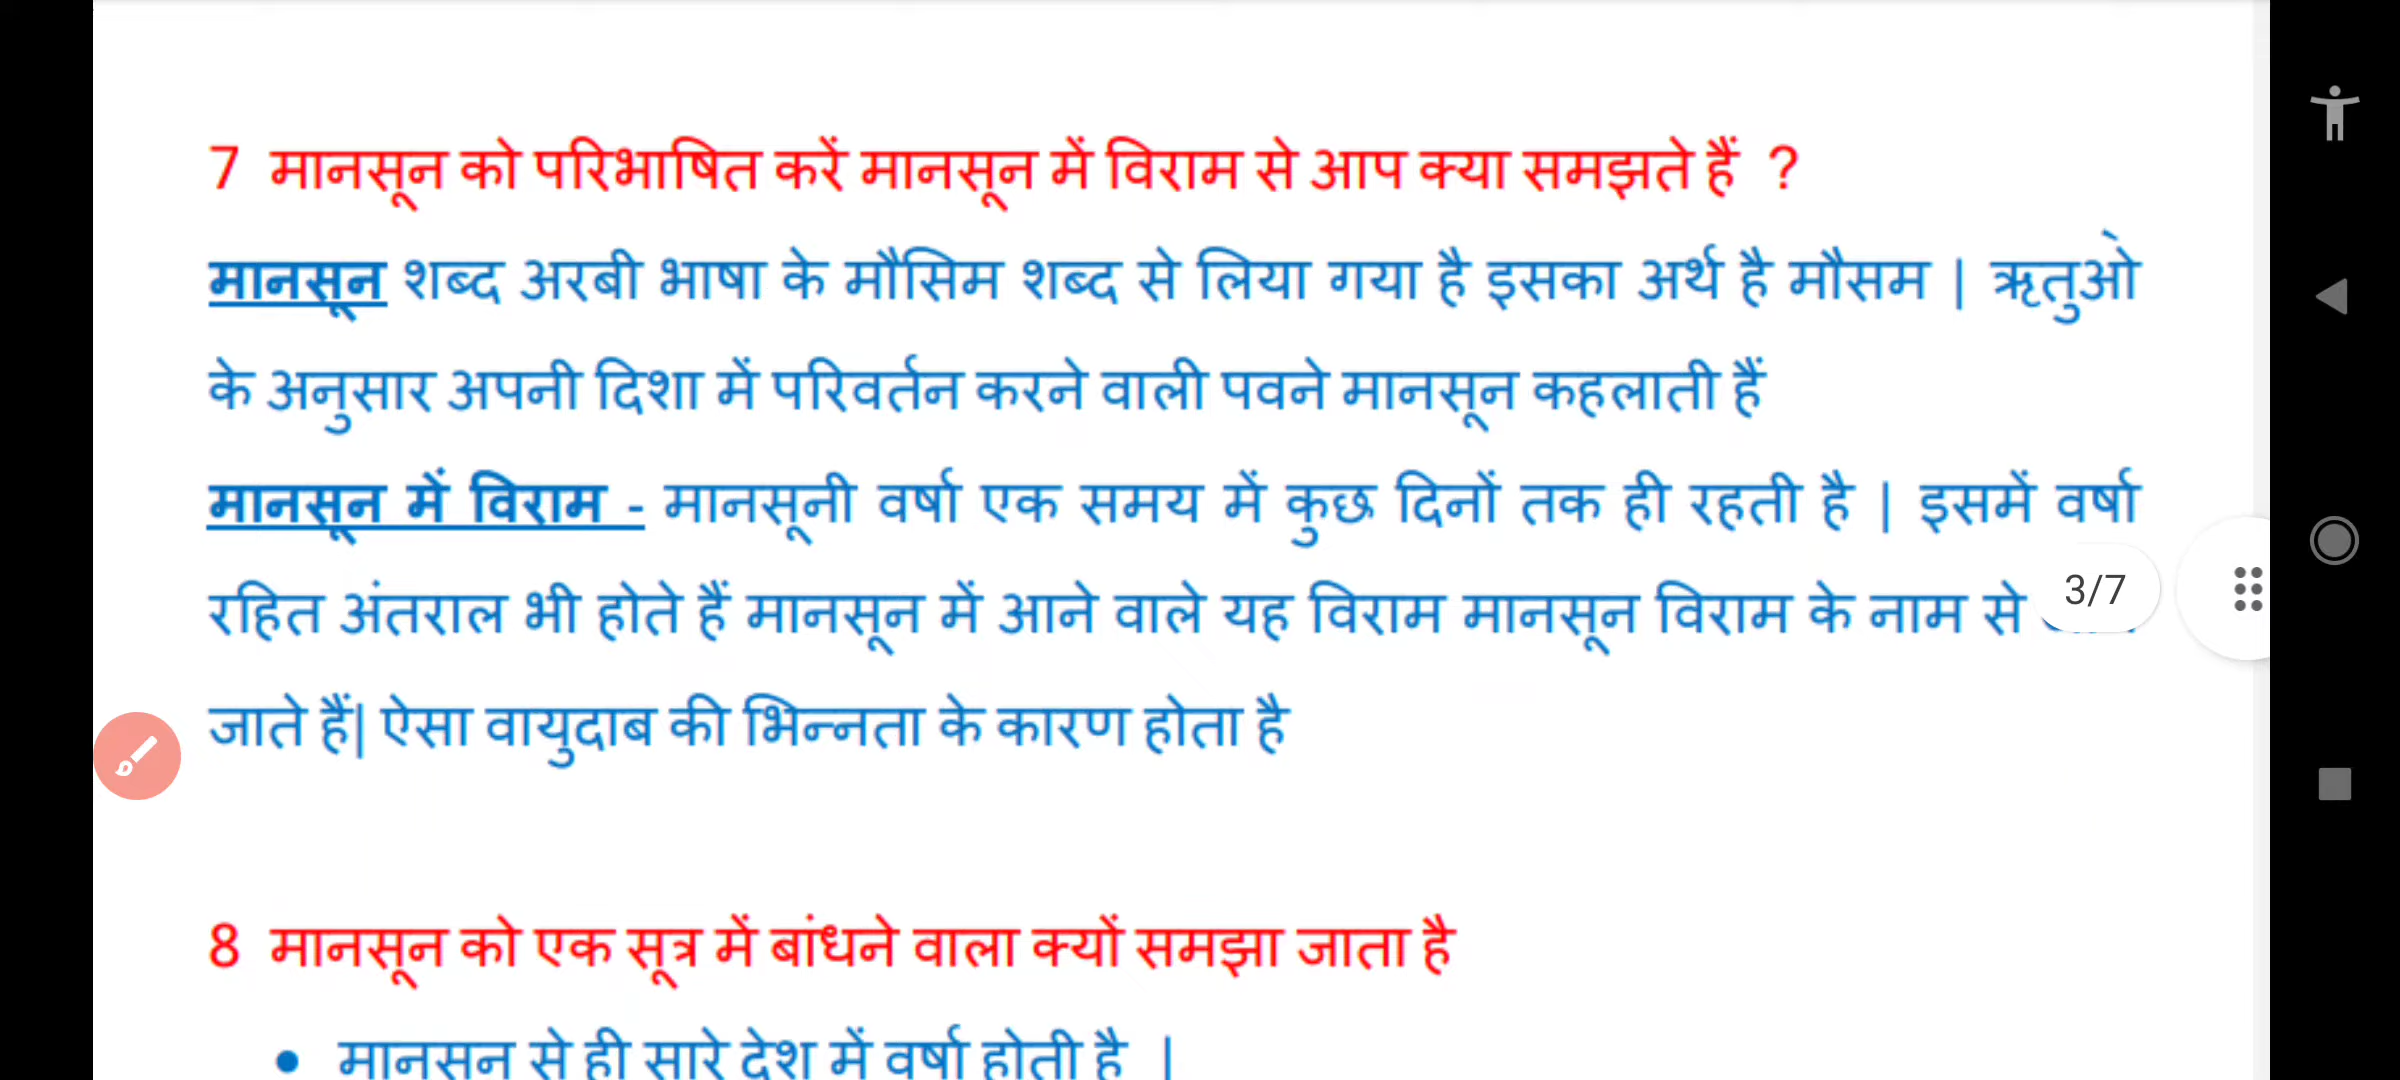 7 मानसून को परिभाषित करें मानसून में विराम से आप क्या समझते हैं ?
मानसून शब्द अरबी भाषा के मौसिम शब्द से लिया गया है इसका अर्थ है मौसम | ऋतुओे
के अनुसार अपनी दिशा में परिवर्तन करने वाली पवने मानसून कहलाती हैं
मानसून में विराम - मानसूनी वर्षा एक समय में कुछ दिनों तक ही रहती है | इसमें वर्षा
रहित अंतराल भी होते हैं मानसून में आने वाले यह विराम मानसून विराम के नाम से
3/7
जाते हैं| ऐसा वायुदाब की भिन्नता के कारण होता है
8 मानसून को एक सूत्र में बांधने वाला क्यों समझा जाता है
• मानसून से ही सारे देश में वर्षा होती है |